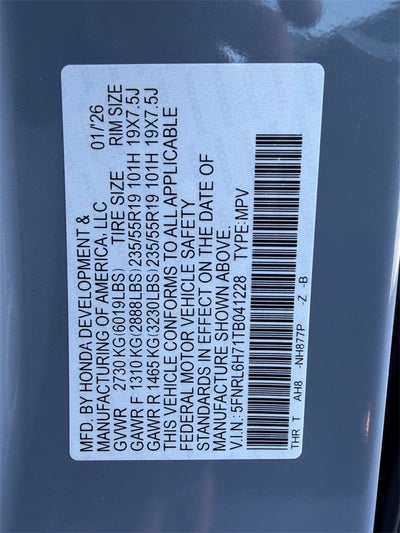 MFD. BY HONDA DEVELOPMENT &
MANUFACTURING OF AMERICA, LLC 01/'26
GVWR 2730 KG(6019LBS) TIRE SIZE RIM SIZE
GAWR F 1310 KG(2888LBS) 235/55R19 101H 19X7.5J
GAWR R 1465 KG(3230LBS) 235/55R19 101H 19X7.5J
THIS VEHICLE CONFORMS TO ALL APPLICABLE
FEDERAL MOTOR VEHICLE SAFETY
STANDARDS IN EFFECT ON THE DATE OF
MANUFACTURE SHOWN ABOVE.
V.I.N.: 5FNRL6H71TB041228 TYPE: MPV
THR T AH8 -NH877P -Z -B